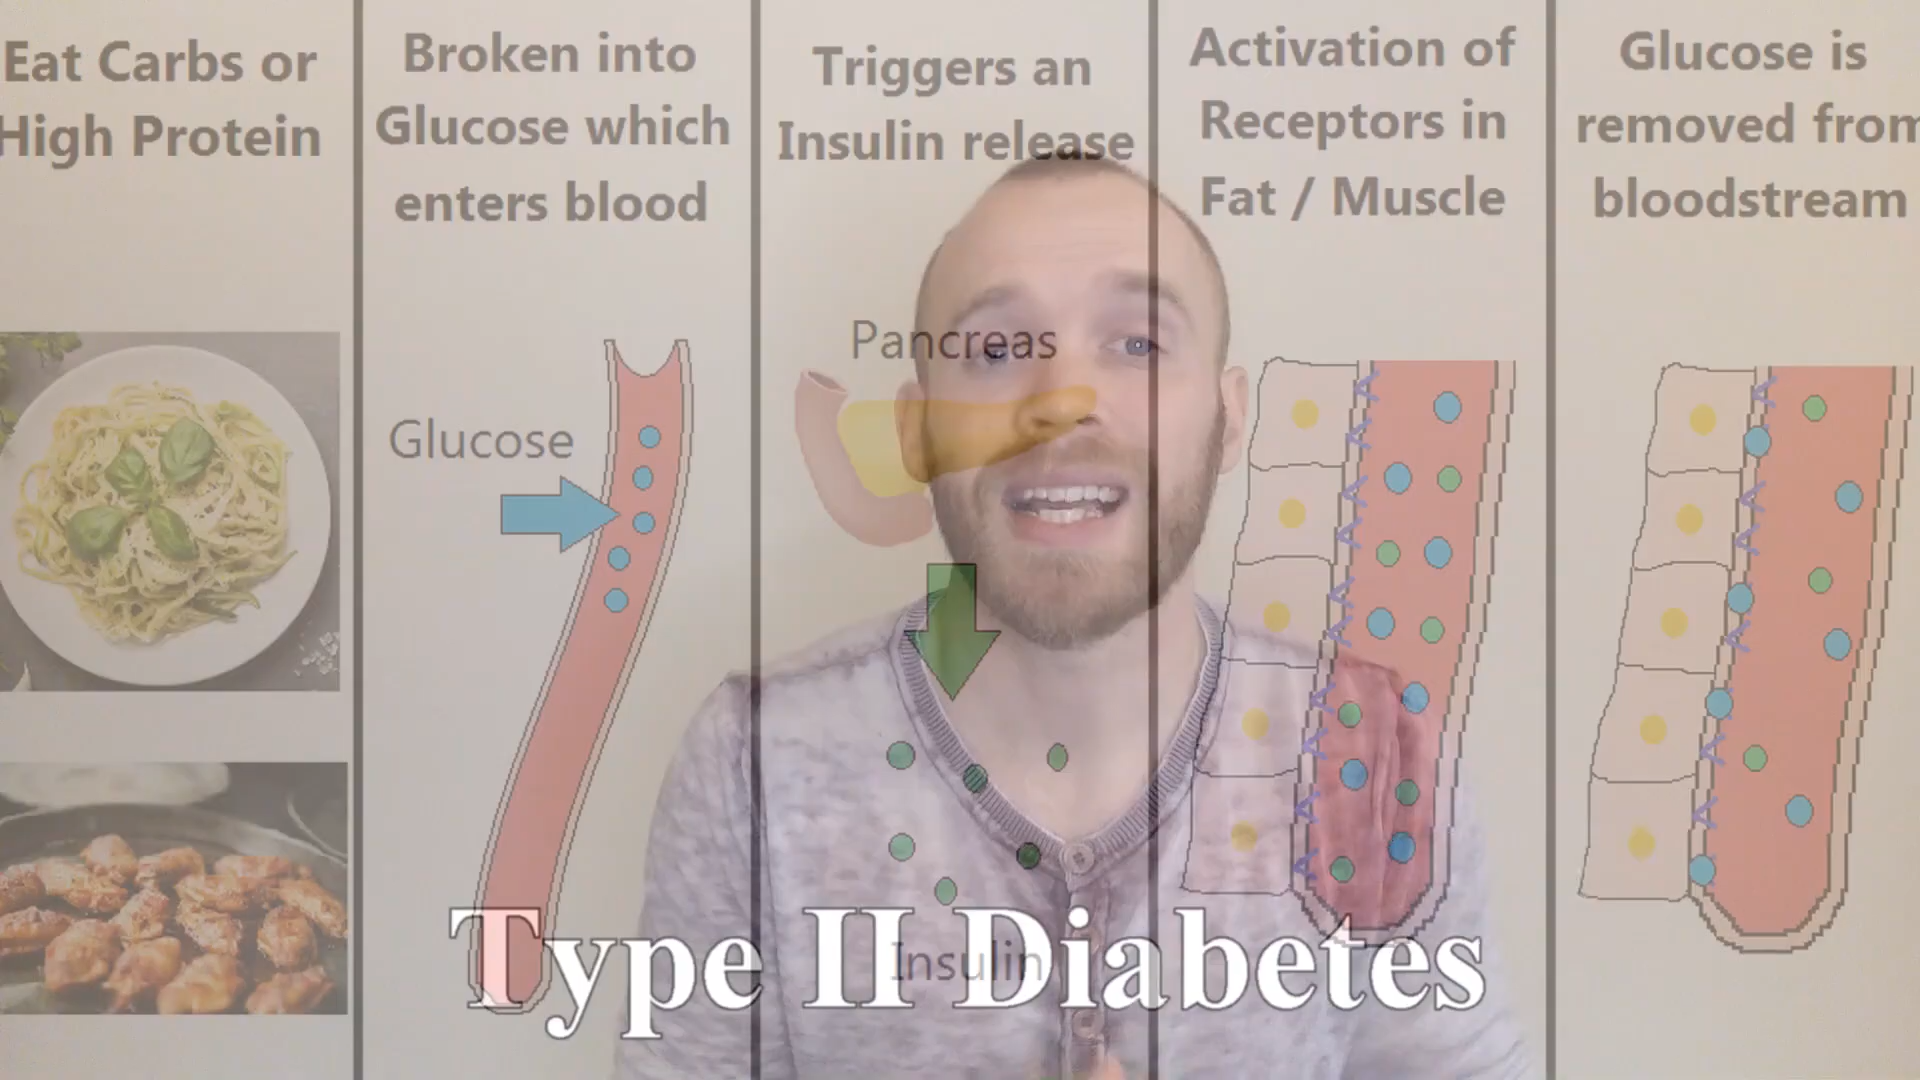 Eat Carbs or
High Protein
Broken into
Glucose which
enters blood
Triggers an
Insulin release
Activation of
Receptors in
Fat / Muscle
Glucose is
removed from
bloodstream
Pancreas
Glucose
Insulin
Type II Diabetes